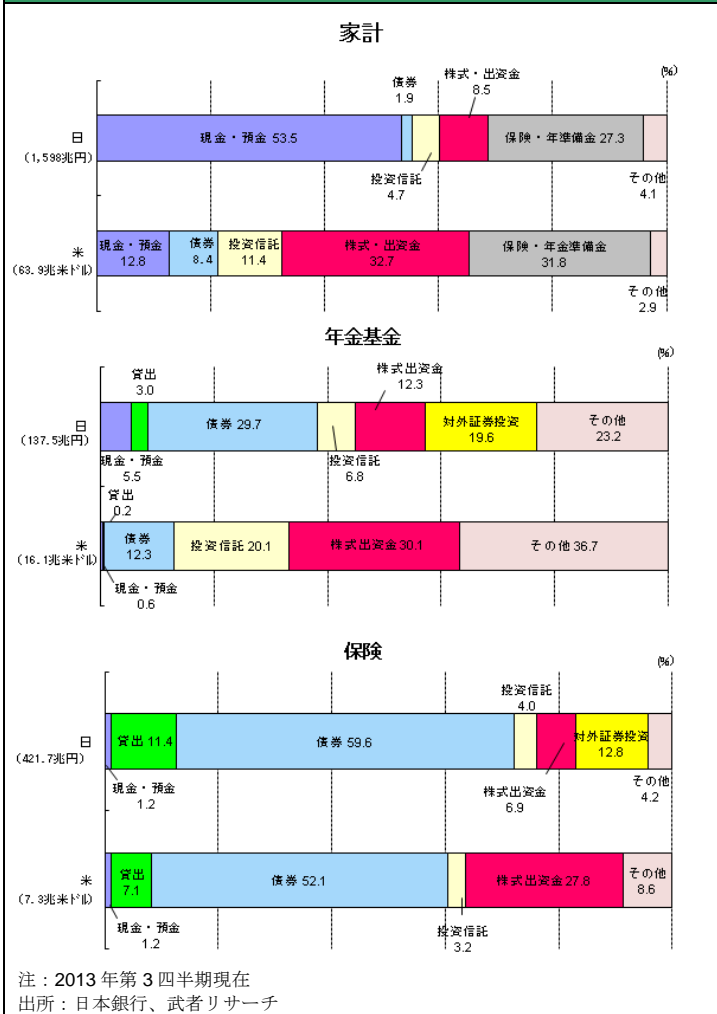 家計
(%)
債券
1.9
株式・出資金
8.5
日
(1,598兆円)
現金・預金 53.5
保険・年準備金 27.3
投資信託
4.7
その他
4.1
米
(63.9兆米ドル)
現金・預金
12.8
債券
8.4
投資信託
11.4
株式・出資金
32.7
保険・年金準備金
31.8
その他
2.9
年金基金
(%)
貸出
3.0
株式出資金
12.3
日
(137.5兆円)
債券 29.7
対外証券投資
19.6
その他
23.2
現金・預金
5.5
投資信託
6.8
貸出
0.2
米
(16.1兆米ドル)
債券
12.3
投資信託 20.1
株式出資金 30.1
その他 36.7
現金・預金
0.6
保険
(%)
投資信託
4.0
日
(421.7兆円)
貸出 11.4
債券 59.6
対外証券投資
12.8
現金・預金
1.2
株式出資金
6.9
その他
4.2
米
(7.3兆米ドル)
貸出
7.1
債券 52.1
株式出資金 27.8
その他
8.6
現金・預金
1.2
投資信託
3.2
注：2013 年第 3 四半期現在
出所：日本銀行、武者リサーチ